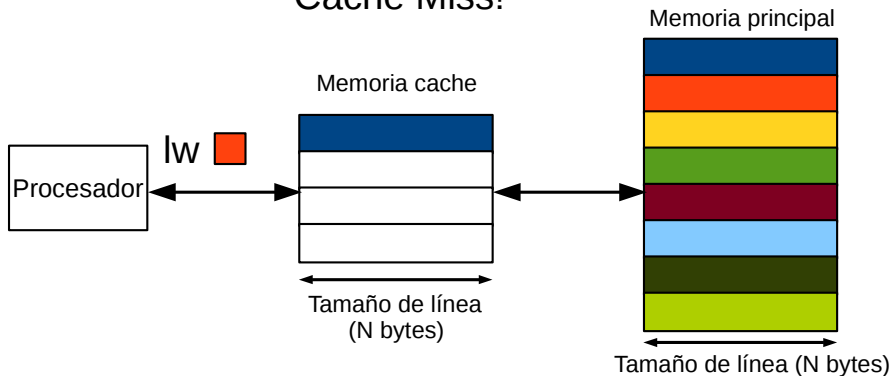 Cache Miss!
Memoria principal
Memoria cache
lw
Procesador
Tamaño de línea
(N bytes)
Tamaño de línea (N bytes)